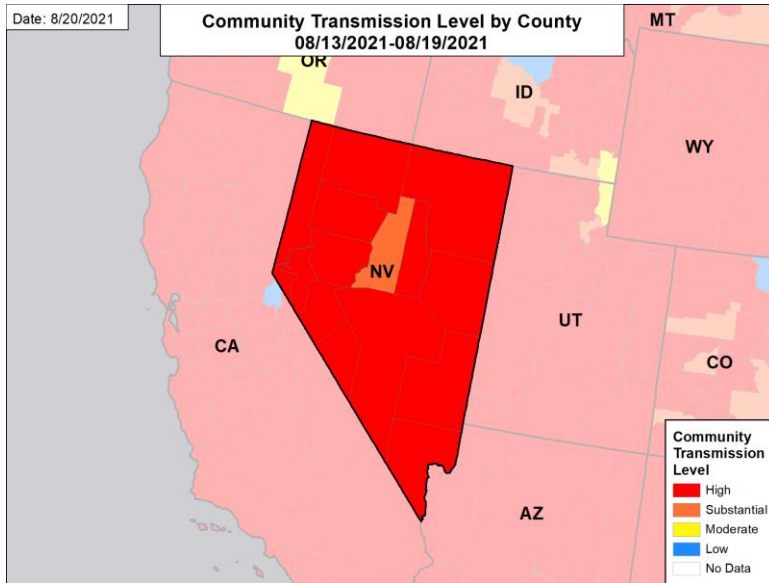 Date: 8/20/2021
Community Transmission Level by County
08/13/2021-08/19/2021
MT
OR
ID
WY
NV
UT
CA
CO
AZ
Community
Transmission
Level
High
Substantial
Moderate
Low
No Data